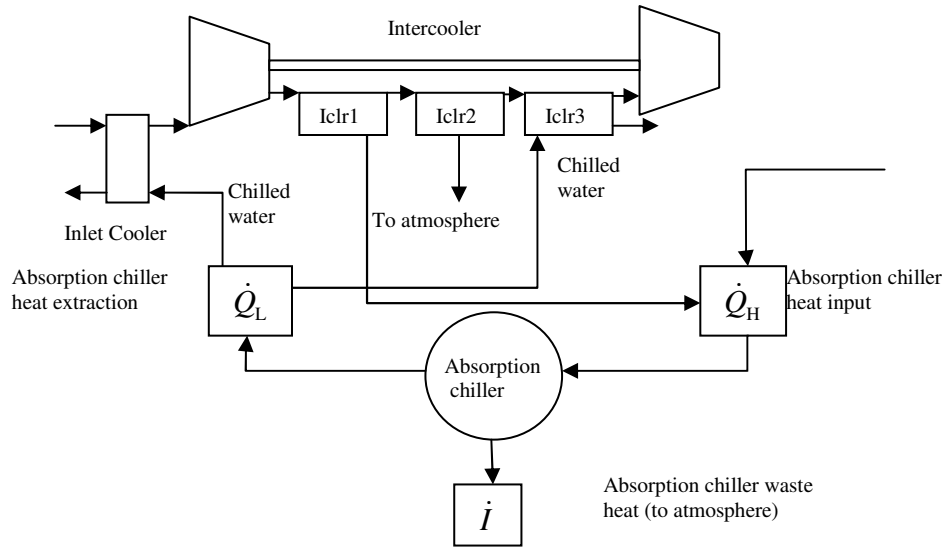 Intercooler
Iclr1
Iclr2
Iclr3
Chilled
water
Chilled
water
To atmosphere
Inlet Cooler
Absorption chiller
heat extraction
Q̇L
Q̇H
Absorption chiller
heat input
Absorption
chiller
İ
Absorption chiller waste
heat (to atmosphere)